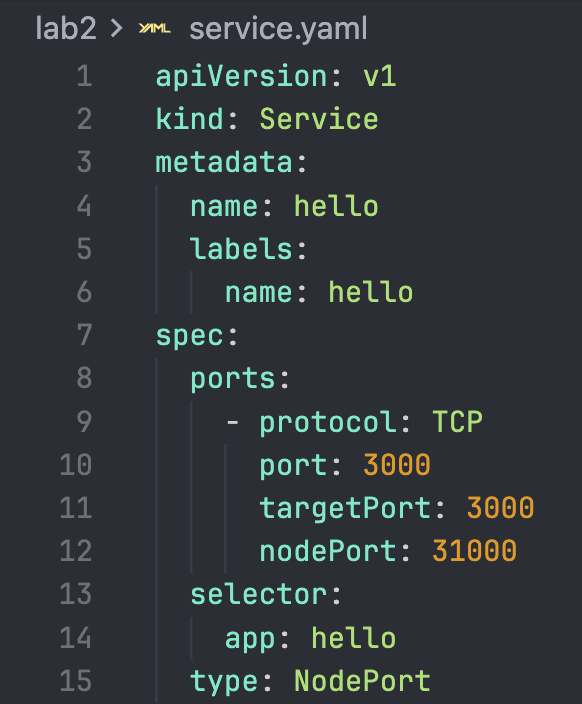 lab2 > YAML service.yaml
1 apiVersion: v1
2 kind: Service
3 metadata:
4   name: hello
5   labels:
6     name: hello
7 spec:
8   ports:
9     - protocol: TCP
10       port: 3000
11       targetPort: 3000
12       nodePort: 31000
13   selector:
14     app: hello
15   type: NodePort